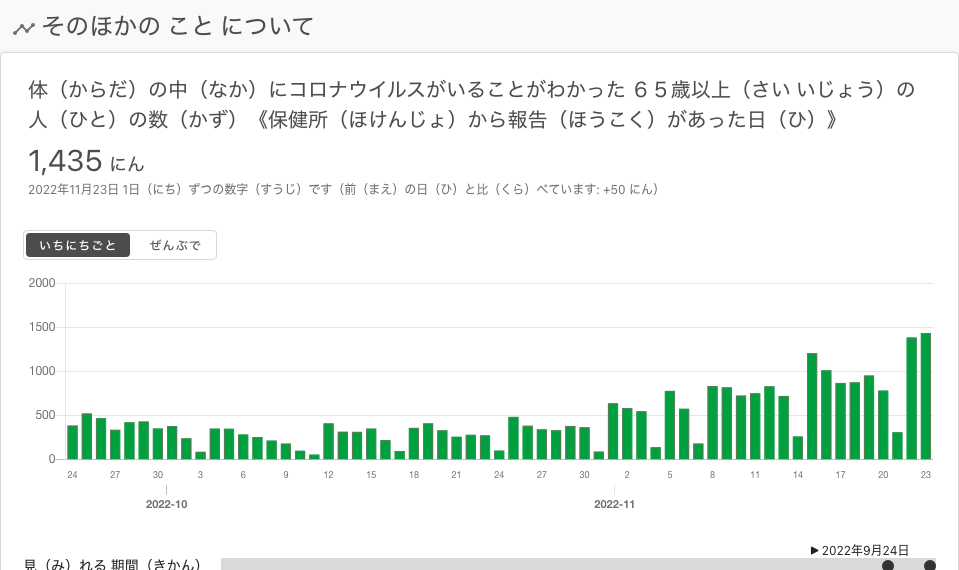 そのほかの こと について
体（からだ）の中（なか）にコロナウイルスがいることがわかった ６５歳以上（さい いじょう）の
人（ひと）の数（かず）《保健所（ほけんじょ）から報告（ほうこく）があった日（ひ）》
1,435 にん
2022年11月23日 1日（にち）ずつの数字（すうじ）です（前（まえ）の日（ひ）と比（くら）べています: +50 にん）
いちにちごと ぜんぶで
2000
1500
1000
500
0
24 27 30 3 6 9 12 15 18 21 24 27 30 2 5 8 11 14 17 20 23
2022-10 2022-11
▶ 2022年9月24日
見（み）れる 期間（きかん）